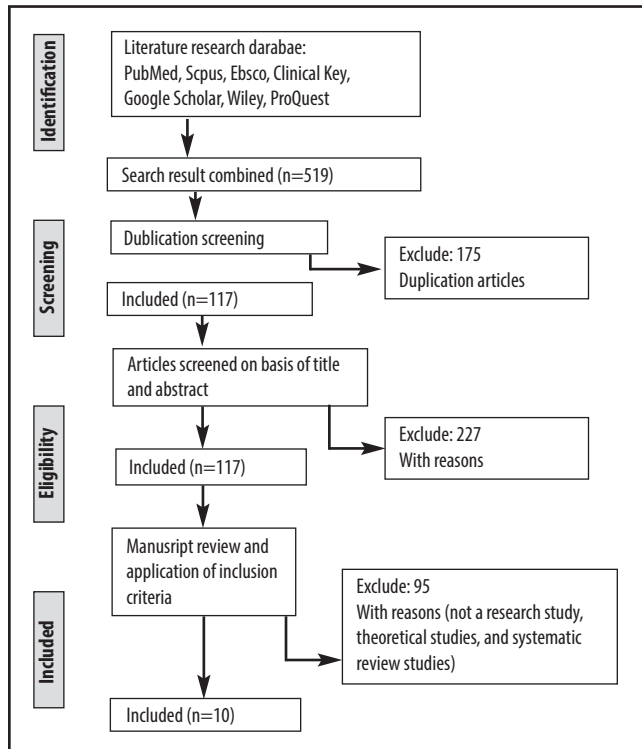 Identification
Literature research darabae:
PubMed, Scpus, Ebsco, Clinical Key,
Google Scholar, Wiley, ProQuest
Search result combined (n=519)
Screening
Dublication screening
Exclude: 175
Duplication articles
Included (n=117)
Articles screened on basis of title
and abstract
Eligibility
Exclude: 227
With reasons
Included (n=117)
Manusript review and
application of inclusion
criteria
Included
Exclude: 95
With reasons (not a research study,
theoretical studies, and systematic
review studies)
Included (n=10)